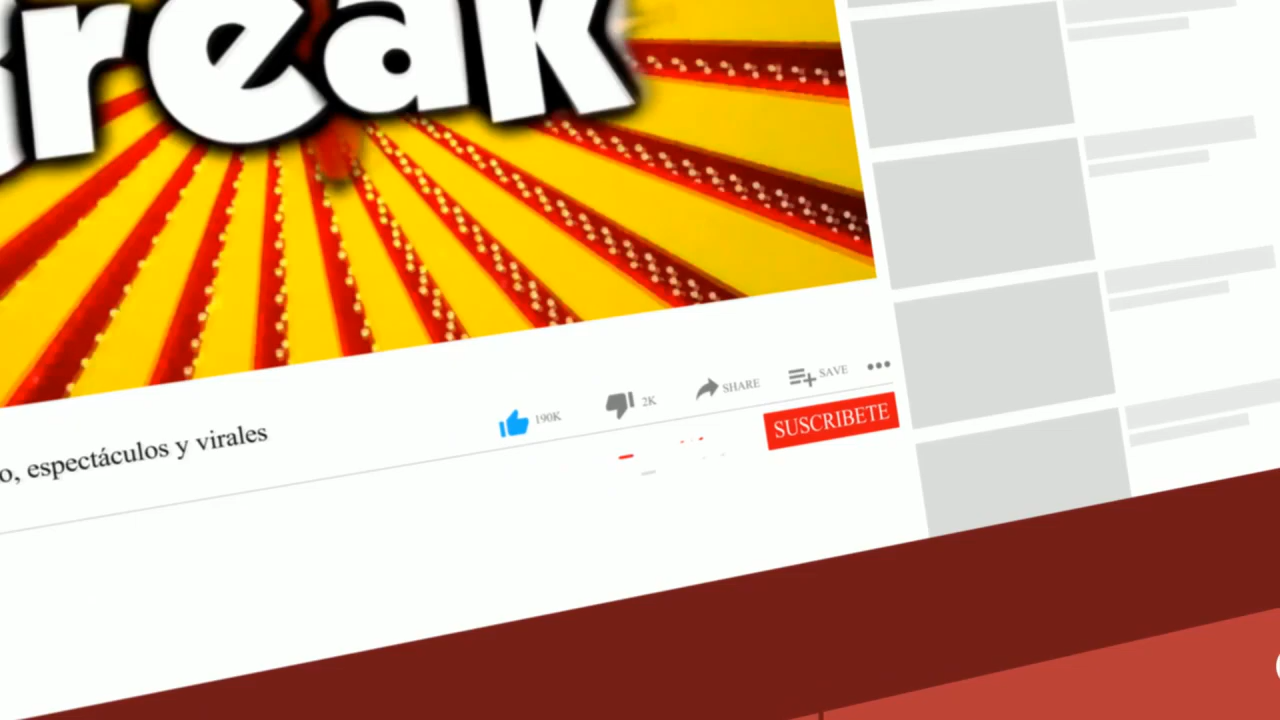 reak
190K
2K
SHARE
SAVE
o, espectáculos y virales
SUSCRIBETE